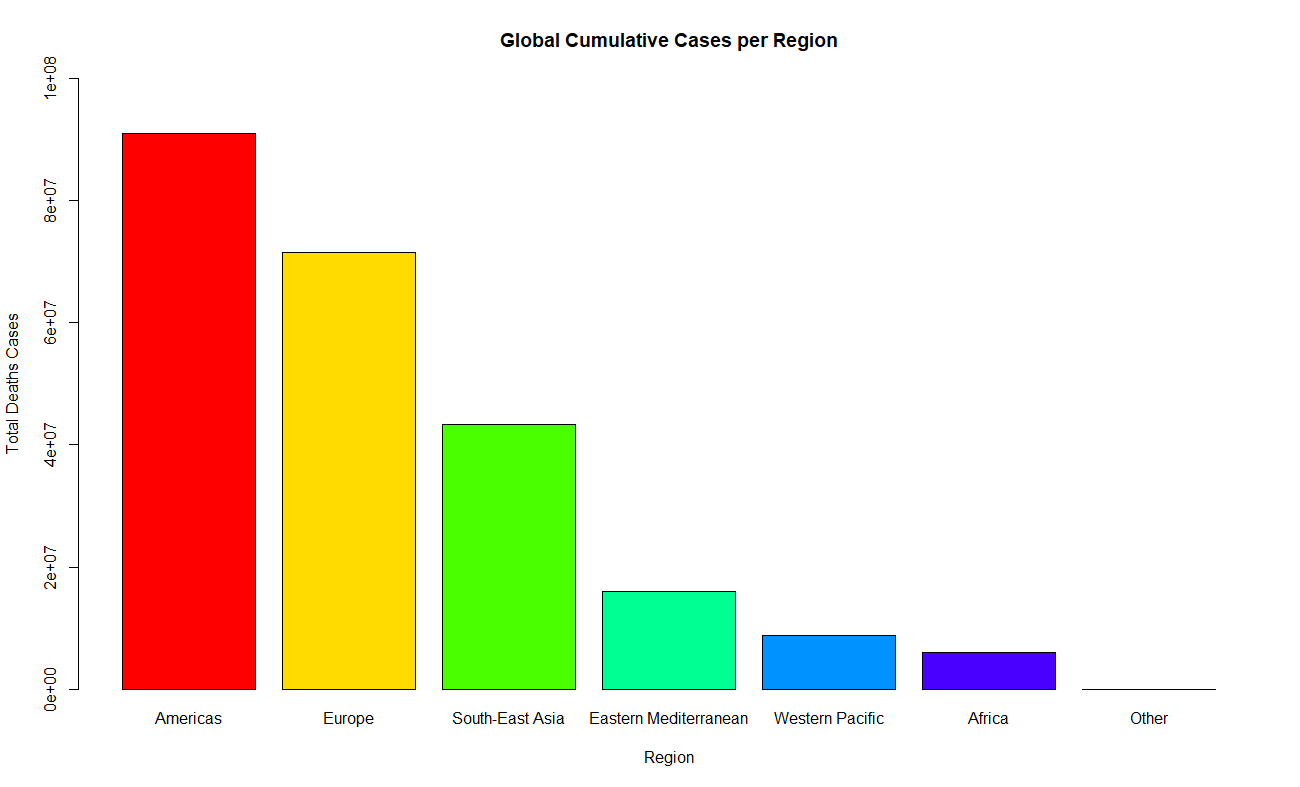 Global Cumulative Cases per Region
Total Deaths Cases
1e+08
8e+07
6e+07
4e+07
2e+07
0e+00
Americas Europe South-East Asia Eastern Mediterranean Western Pacific Africa Other
Region